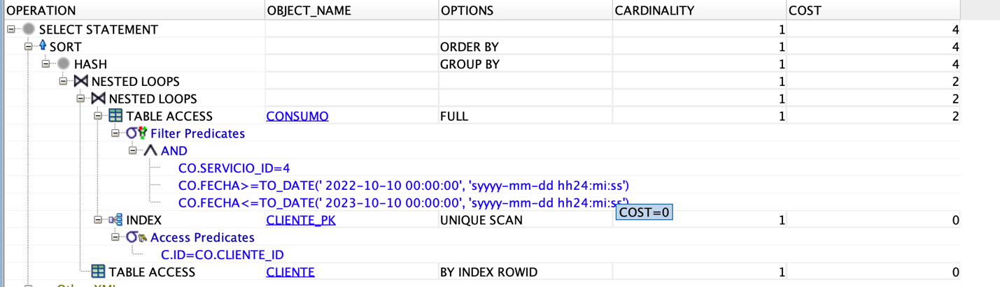 OPERATION OBJECT_NAME OPTIONS CARDINALITY COST
SELECT STATEMENT 1 4
SORT ORDER BY 1 4
HASH GROUP BY 1 4
NESTED LOOPS 1 2
NESTED LOOPS 1 2
TABLE ACCESS CONSUMO FULL 1 2
Filter Predicates
AND
CO.SERVICIO_ID=4
CO.FECHA>=TO_DATE(' 2022-10-10 00:00:00', 'syyyy-mm-dd hh24:mi:ss')
CO.FECHA<=TO_DATE(' 2023-10-10 00:00:00', 'syyyy-mm-dd hh24:mi:ss')
COST=0
INDEX CLIENTE_PK UNIQUE SCAN 1 0
Access Predicates
C.ID=CO.CLIENTE_ID
TABLE ACCESS CLIENTE BY INDEX ROWID 1 0